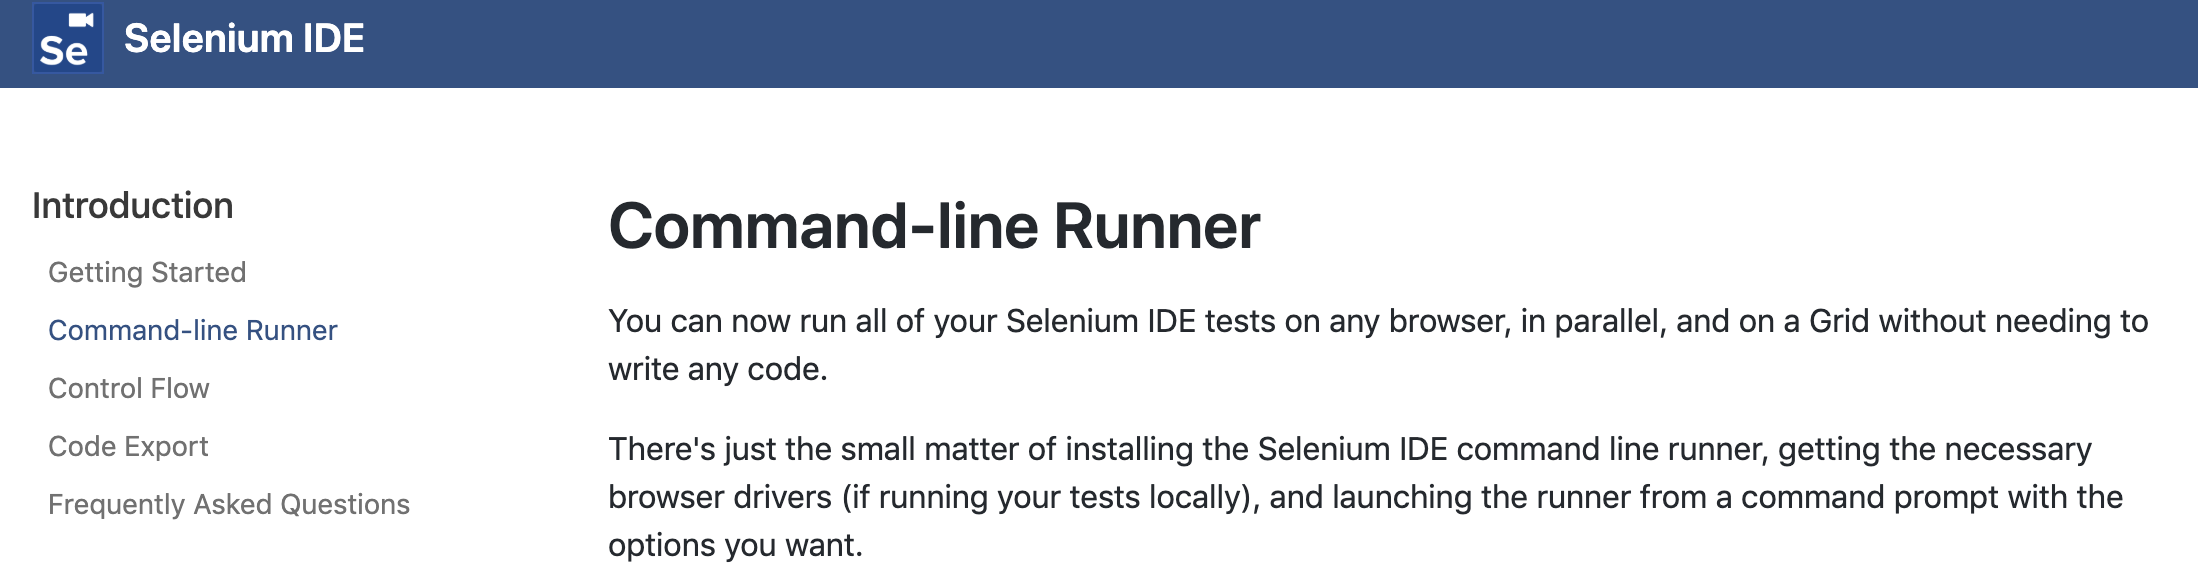 Se
Selenium IDE
Introduction
Getting Started
Command-line Runner
Control Flow
Code Export
Frequently Asked Questions
Command-line Runner
You can now run all of your Selenium IDE tests on any browser, in parallel, and on a Grid without needing to
write any code.
There's just the small matter of installing the Selenium IDE command line runner, getting the necessary
browser drivers (if running your tests locally), and launching the runner from a command prompt with the
options you want.